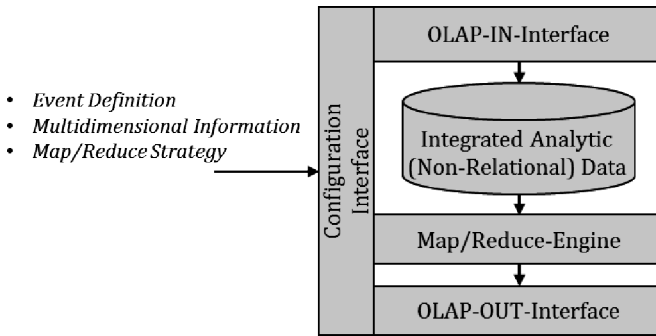 OLAP-IN-Interface
• Event Definition
• Multidimensional Information
• Map/Reduce Strategy
Configuration
Interface
Integrated Analytic
(Non-Relational) Data
Map/Reduce-Engine
OLAP-OUT-Interface